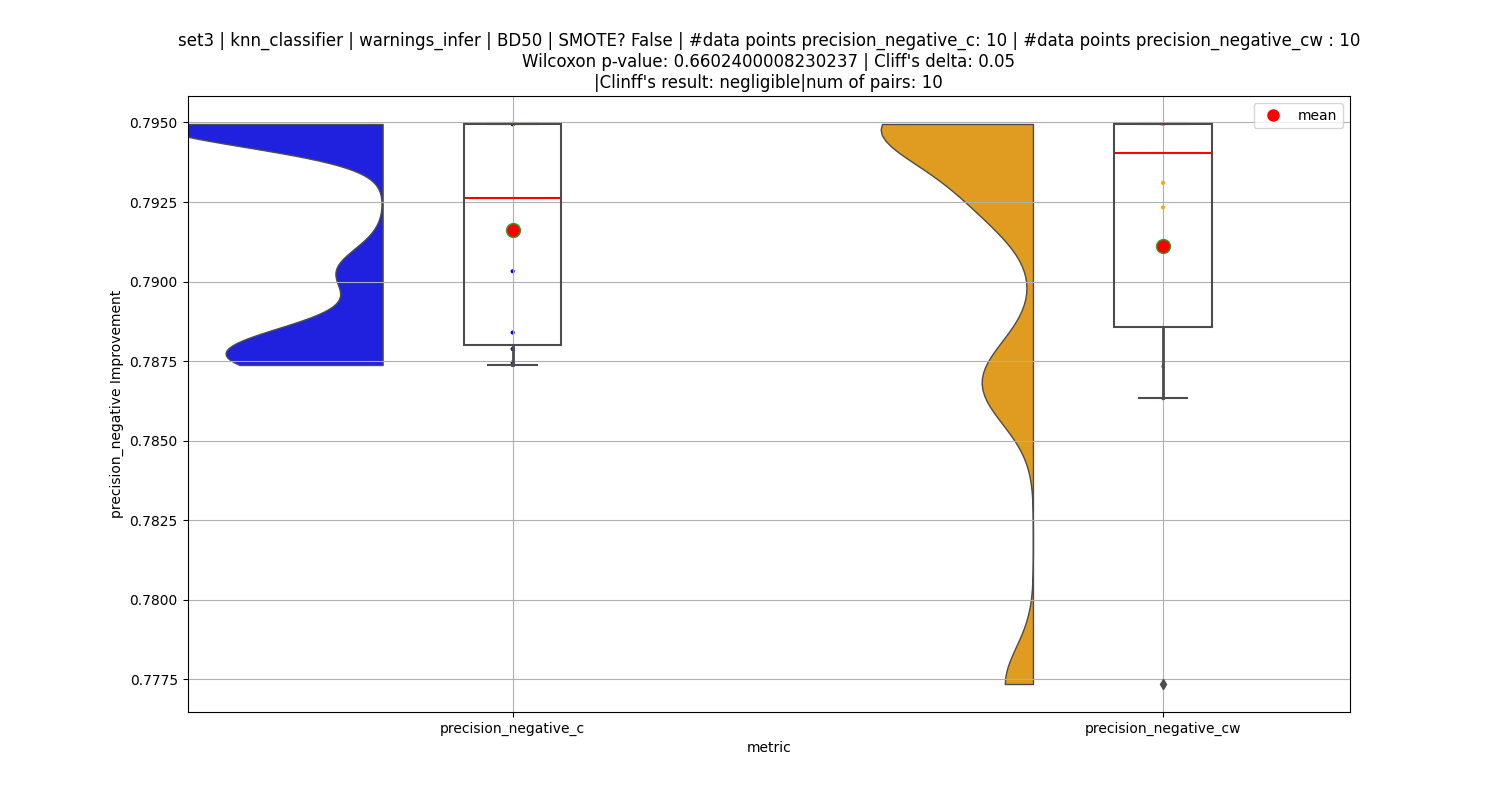 set3 | knn_classifier | warnings_infer | BD50 | SMOTE? False | #data points precision_negative_c: 10 | #data points precision_negative_cw : 10
Wilcoxon p-value: 0.6602400008230237 | Cliff's delta: 0.05
|Clinff's result: negligible|num of pairs: 10
mean
0.7950
0.7925
0.7900
0.7875
0.7850
0.7825
0.7800
0.7775
precision_negative Improvement
precision_negative_c
precision_negative_cw
metric